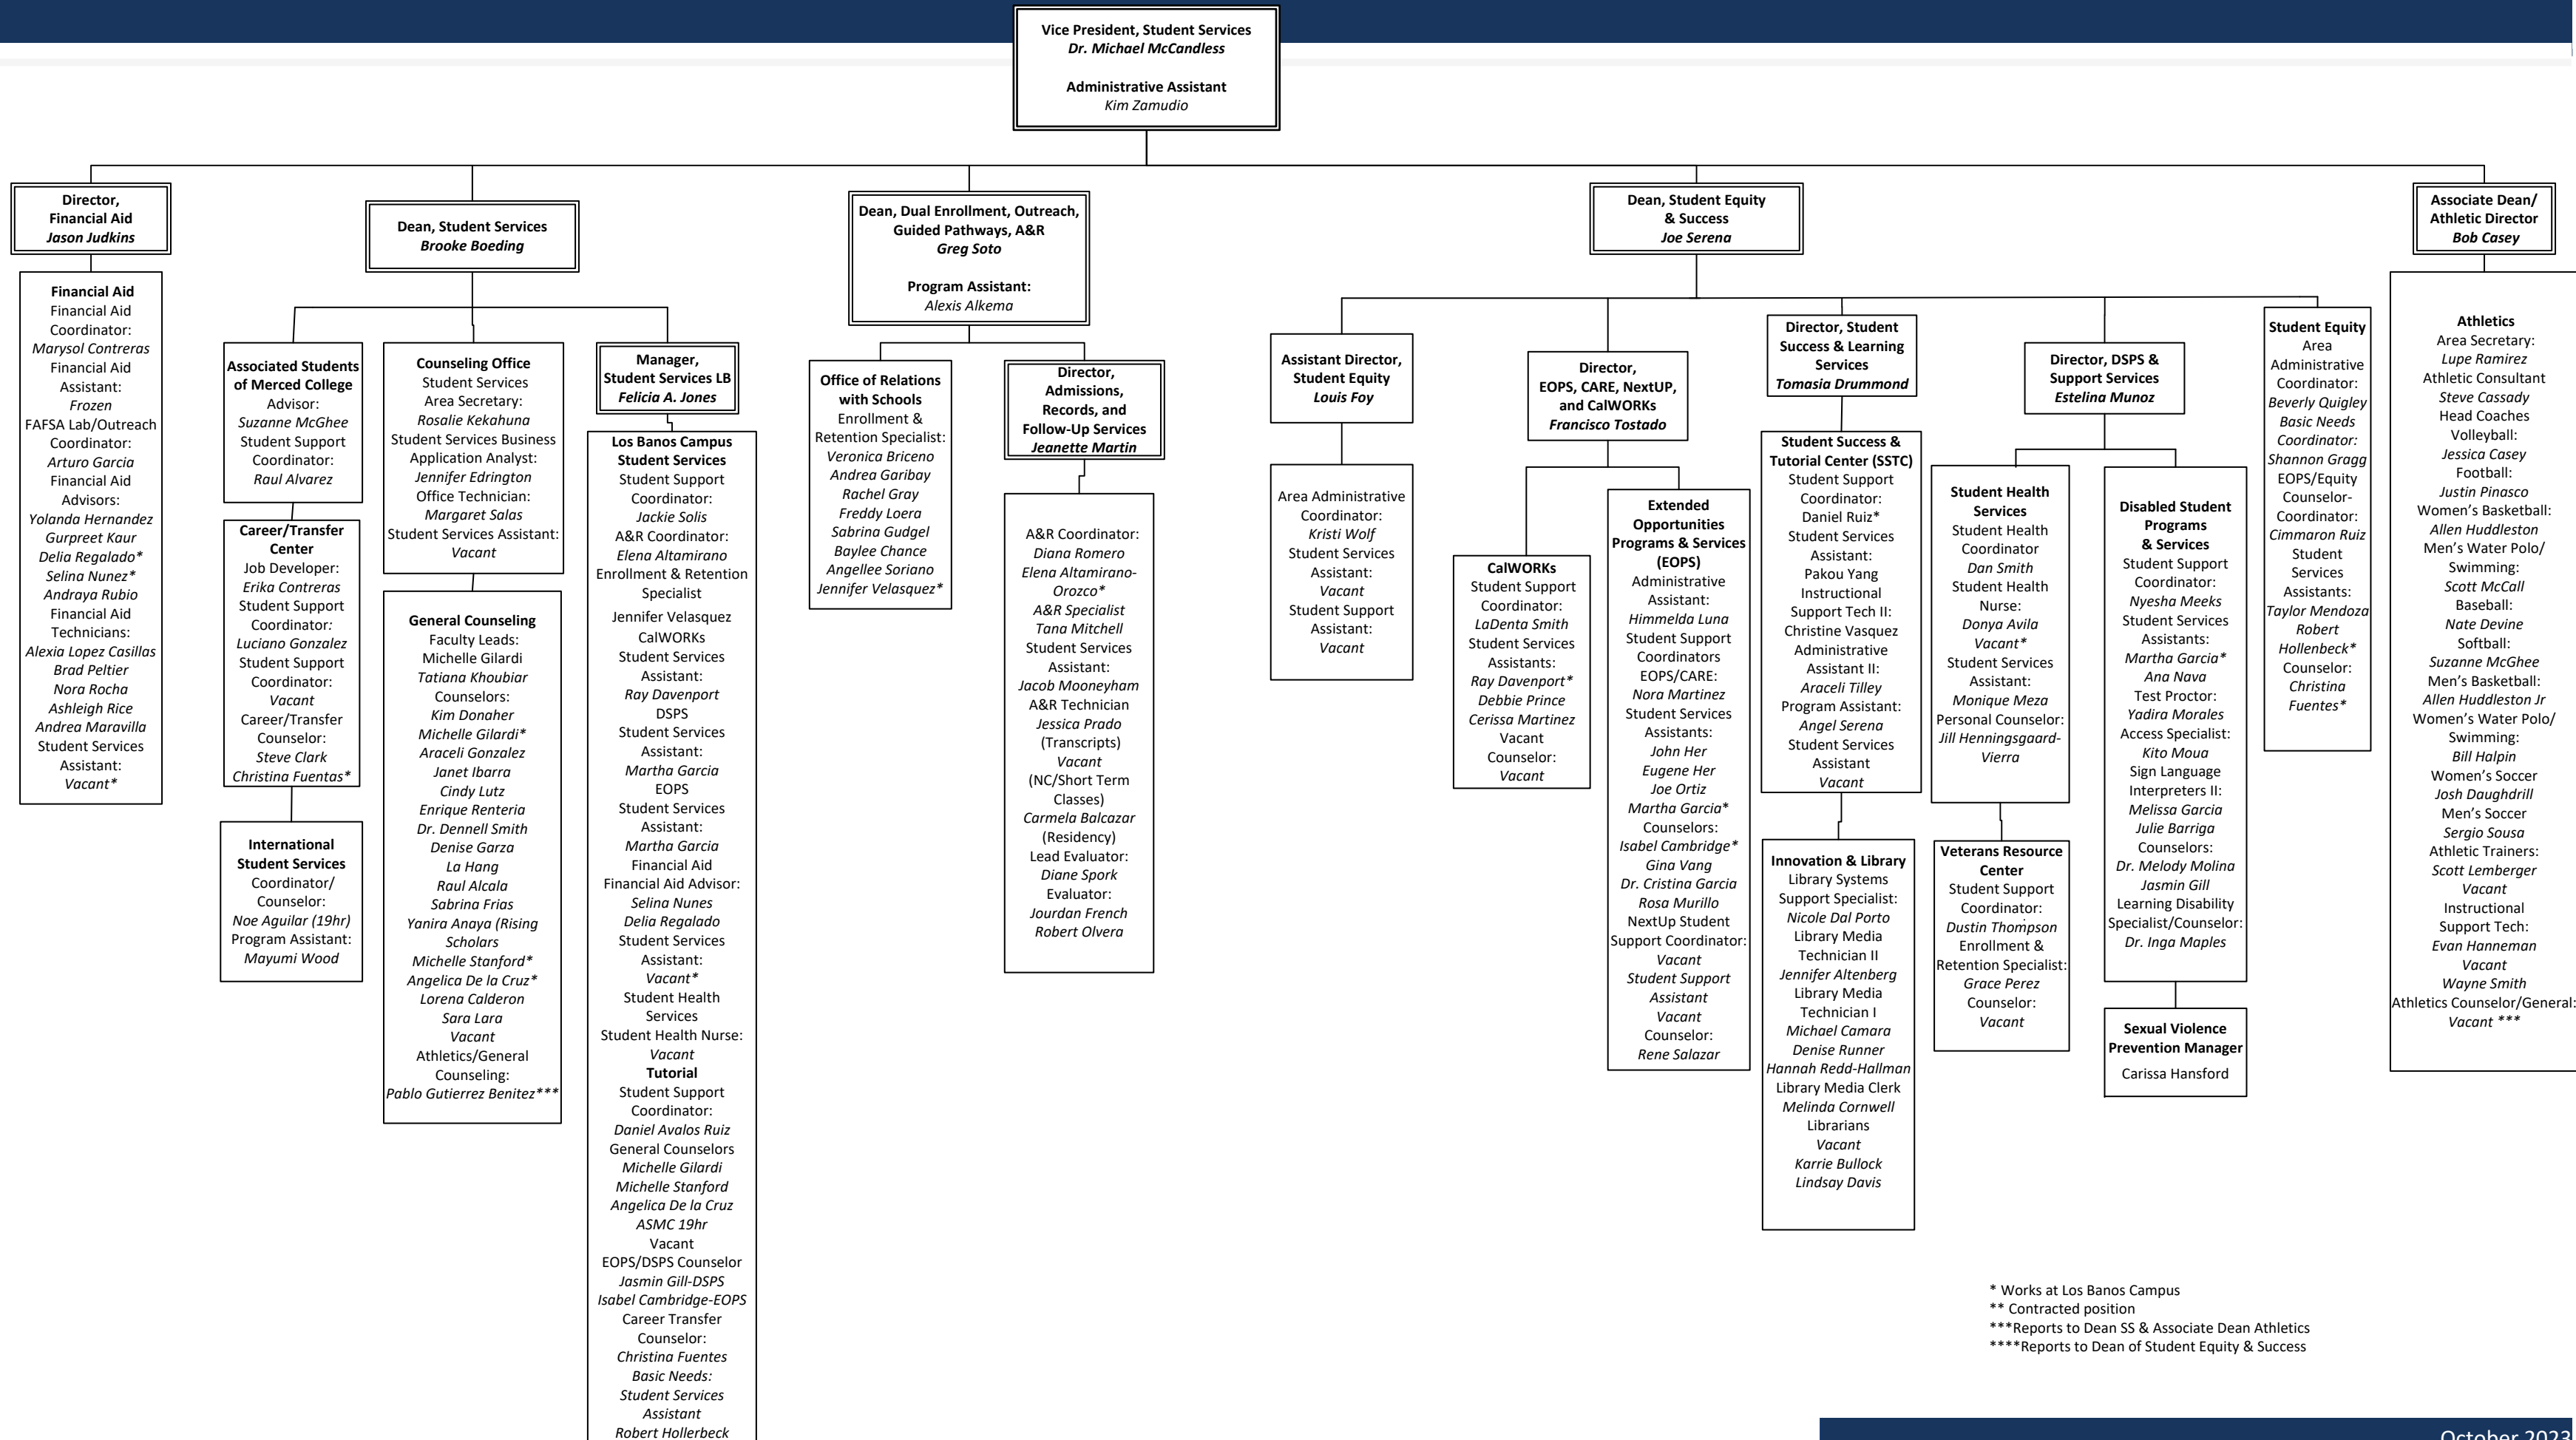 Vice President, Student Services
Dr. Michael McCandless
Administrative Assistant
Kim Zamudio
Director,
Financial Aid
Jason Judkins
Financial Aid
Financial Aid
Coordinator:
Marysol Contreras
Financial Aid
Assistant:
Frozen
FAFSA Lab/Outreach
Coordinator:
Arturo Garcia
Financial Aid
Advisors:
Yolanda Hernandez
Gurpreet Kaur
Delia Regalado*
Selina Nunez*
Andraya Rubio
Financial Aid
Technicians:
Alexia Lopez Casillas
Brad Peltier
Nora Rocha
Ashleigh Rice
Andrea Maravilla
Student Services
Assistant:
Vacant*
Dean, Student Services
Brooke Boeding
Associated Students
of Merced College
Advisor:
Suzanne McGhee
Student Support
Coordinator:
Raul Alvarez
Career/Transfer
Center
Job Developer:
Erika Contreras
Student Support
Coordinator:
Luciano Gonzalez
Student Support
Coordinator:
Vacant
Career/Transfer
Counselor:
Steve Clark
Christina Fuentas*
International
Student Services
Coordinator/
Counselor:
Noe Aguilar (19hr)
Program Assistant:
Mayumi Wood
Counseling Office
Student Services
Area Secretary:
Rosalie Kekahuna
Student Services Business
Application Analyst:
Jennifer Edrington
Office Technician:
Margaret Salas
Student Services Assistant:
Vacant
General Counseling
Faculty Leads:
Michelle Gilardi
Tatiana Khoubiar
Counselors:
Kim Donaher
Michelle Gilardi*
Araceli Gonzalez
Janet Ibarra
Cindy Lutz
Enrique Renteria
Dr. Dennell Smith
Denise Garza
La Hang
Raul Alcala
Sabrina Frias
Yanira Anaya (Rising
Scholars
Michelle Stanford*
Angelica De la Cruz*
Lorena Calderon
Sara Lara
Vacant
Athletics/General
Counseling:
Pablo Gutierrez Benitez***
Manager,
Student Services LB
Felicia A. Jones
Los Banos Campus
Student Services
Student Support
Coordinator:
Jackie Solis
A&R Coordinator:
Elena Altamirano
Enrollment & Retention
Specialist
Jennifer Velasquez
CalWORKs
Student Services
Assistant:
Ray Davenport
DSPS
Student Services
Assistant:
Martha Garcia
EOPS
Student Services
Assistant:
Martha Garcia
Financial Aid
Financial Aid Advisor:
Selina Nunes
Delia Regalado
Student Services
Assistant:
Vacant*
Student Health
Services
Student Health Nurse:
Vacant
Tutorial
Student Support
Coordinator:
Daniel Avalos Ruiz
General Counselors
Michelle Gilardi
Michelle Stanford
Angelica De la Cruz
ASMC 19hr
Vacant
EOPS/DSPS Counselor
Jasmin Gill-DSPS
Isabel Cambridge-EOPS
Career Transfer
Counselor:
Christina Fuentes
Basic Needs:
Student Services
Assistant
Robert Hollerbeck
Dean, Dual Enrollment, Outreach,
Guided Pathways, A&R
Greg Soto
Program Assistant:
Alexis Alkema
Office of Relations
with Schools
Enrollment &
Retention Specialist:
Veronica Briceno
Andrea Garibay
Rachel Gray
Freddy Loera
Sabrina Gudgel
Baylee Chance
Angellee Soriano
Jennifer Velasquez*
Director,
Admissions,
Records, and
Follow-Up Services
Jeanette Martin
A&R Coordinator:
Diana Romero
Elena Altamirano-
Orozco*
A&R Specialist
Tana Mitchell
Student Services
Assistant:
Jacob Mooneyham
A&R Technician
Jessica Prado
(Transcripts)
Vacant
(NC/Short Term
Classes)
Carmela Balcazar
(Residency)
Lead Evaluator:
Diane Spork
Evaluator:
Jourdan French
Robert Olvera
Dean, Student Equity
& Success
Joe Serena
Assistant Director,
Student Equity
Louis Foy
Area Administrative
Coordinator:
Kristi Wolf
Student Services
Assistant:
Vacant
Student Support
Assistant:
Vacant
Director,
EOPS, CARE, NextUP,
and CalWORKs
Francisco Tostado
CalWORKs
Student Support
Coordinator:
LaDenta Smith
Student Services
Assistants:
Ray Davenport*
Debbie Prince
Cerissa Martinez
Vacant
Counselor:
Vacant
Extended
Opportunities
Programs & Services
(EOPS)
Administrative
Assistant:
Himmelda Luna
Student Support
Coordinators
EOPS/CARE:
Nora Martinez
Student Services
Assistants:
John Her
Eugene Her
Joe Ortiz
Martha Garcia*
Counselors:
Isabel Cambridge*
Gina Vang
Dr. Cristina Garcia
Rosa Murillo
NextUp Student
Support Coordinator:
Vacant
Student Support
Assistant
Vacant
Counselor:
Rene Salazar
Director, Student
Success & Learning
Services
Tomasia Drummond
Student Success &
Tutorial Center (SSTC)
Student Support
Coordinator:
Daniel Ruiz*
Student Services
Assistant:
Pakou Yang
Instructional
Support Tech II:
Christine Vasquez
Administrative
Assistant II:
Araceli Tilley
Program Assistant:
Angel Serena
Student Services
Assistant
Vacant
Innovation & Library
Library Systems
Support Specialist:
Nicole Dal Porto
Library Media
Technician II
Jennifer Altenberg
Library Media
Technician I
Michael Camara
Denise Runner
Hannah Redd-Hallman
Library Media Clerk
Melinda Cornwell
Librarians
Vacant
Karrie Bullock
Lindsay Davis
Director, DSPS &
Support Services
Estelina Munoz
Student Health
Services
Student Health
Coordinator
Dan Smith
Student Health
Nurse:
Donya Avila
Vacant*
Student Services
Assistant:
Monique Meza
Personal Counselor:
Jill Henningsgaard-
Vierra
Veterans Resource
Center
Student Support
Coordinator:
Dustin Thompson
Enrollment &
Retention Specialist:
Grace Perez
Counselor:
Vacant
Disabled Student
Programs
& Services
Student Support
Coordinator:
Nyesha Meeks
Student Services
Assistants:
Martha Garcia*
Ana Nava
Test Proctor:
Yadira Morales
Access Specialist:
Kito Moua
Sign Language
Interpreters II:
Melissa Garcia
Julie Barriga
Counselors:
Dr. Melody Molina
Jasmin Gill
Learning Disability
Specialist/Counselor:
Dr. Inga Maples
Sexual Violence
Prevention Manager
Carissa Hansford
Student Equity
Area
Administrative
Coordinator:
Beverly Quigley
Basic Needs
Coordinator:
Shannon Gragg
EOPS/Equity
Counselor-
Coordinator:
Cimmaron Ruiz
Student
Services
Assistants:
Taylor Mendoza
Robert
Hollenbeck*
Counselor:
Christina
Fuentes*
Associate Dean/
Athletic Director
Bob Casey
Athletics
Area Secretary:
Lupe Ramirez
Athletic Consultant
Steve Cassady
Head Coaches
Volleyball:
Jessica Casey
Football:
Justin Pinasco
Women's Basketball:
Allen Huddleston
Men's Water Polo/
Swimming:
Scott McCall
Baseball:
Nate Devine
Softball:
Suzanne McGhee
Men's Basketball:
Allen Huddleston Jr
Women's Water Polo/
Swimming:
Bill Halpin
Women's Soccer
Josh Daughdrill
Men's Soccer
Sergio Sousa
Athletic Trainers:
Scott Lemberger
Vacant
Instructional
Support Tech:
Evan Hanneman
Vacant
Wayne Smith
Athletics Counselor/General:
Vacant ***
* Works at Los Banos Campus
** Contracted position
***Reports to Dean SS & Associate Dean Athletics
****Reports to Dean of Student Equity & Success
October 2023